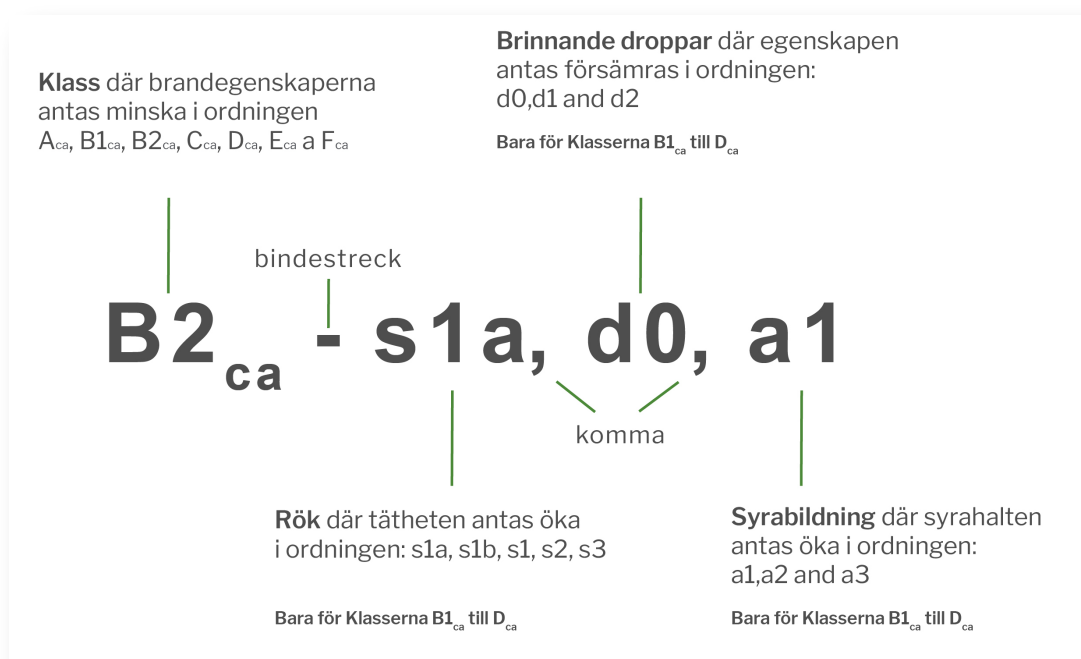 Klass där brandegenskaperna
antas minska i ordningen
Aca, B1ca, B2ca, Cca, Dca, Eca a Fca
Brinnande droppar där egenskapen
antas försämras i ordningen:
d0,d1 and d2
Bara för Klasserna B1ca till Dca
bindestreck
B2ca - s1a, d0, a1
komma
Rök där tätheten antas öka
i ordningen: s1a, s1b, s1, s2, s3
Bara för Klasserna B1ca till Dca
Syrabildning där syrahalten
antas öka i ordningen:
a1,a2 and a3
Bara för Klasserna B1ca till Dca